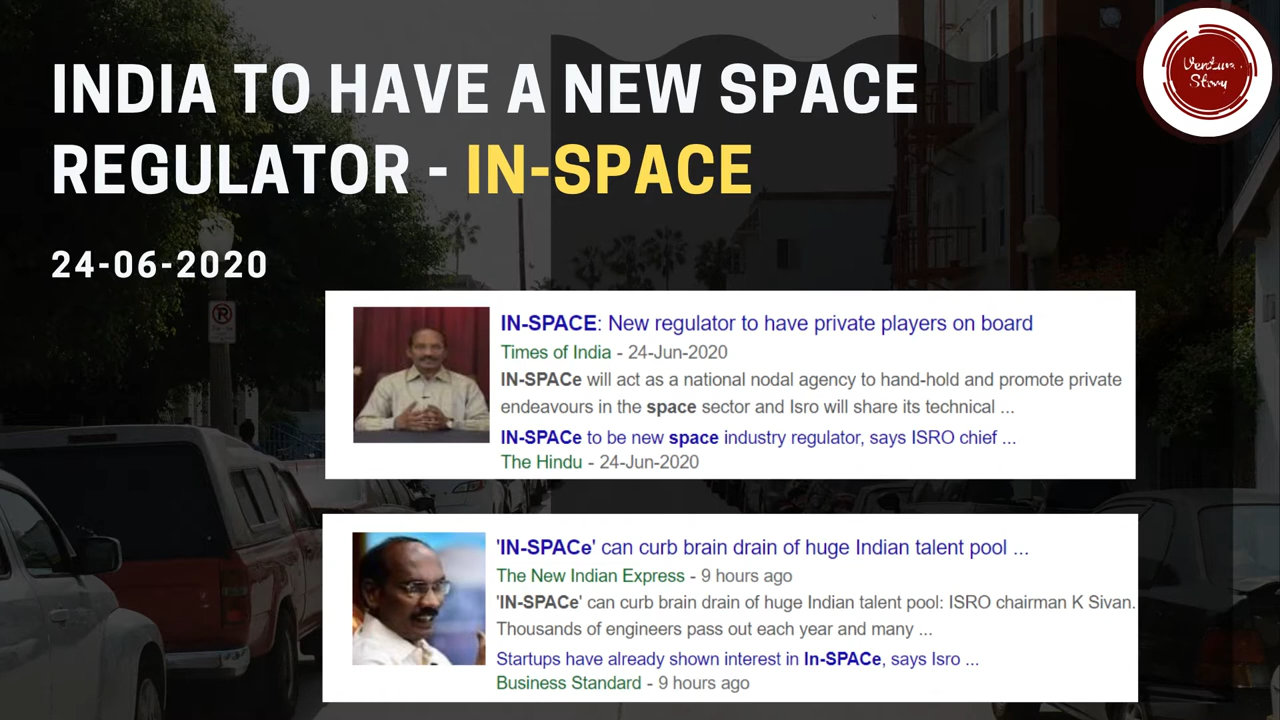 INDIA TO HAVE A NEW SPACE
REGULATOR - IN-SPACE
24-06-2020
Venture
Story
IN-SPACE: New regulator to have private players on board
Times of India - 24-Jun-2020
IN-SPACe will act as a national nodal agency to hand-hold and promote private
endeavours in the space sector and Isro will share its technical ...
IN-SPACe to be new space industry regulator, says ISRO chief ...
The Hindu - 24-Jun-2020
'IN-SPACe' can curb brain drain of huge Indian talent pool ...
The New Indian Express - 9 hours ago
'IN-SPACe' can curb brain drain of huge Indian talent pool: ISRO chairman K Sivan.
Thousands of engineers pass out each year and many ...
Startups have already shown interest in In-SPACe, says Isro ...
Business Standard - 9 hours ago